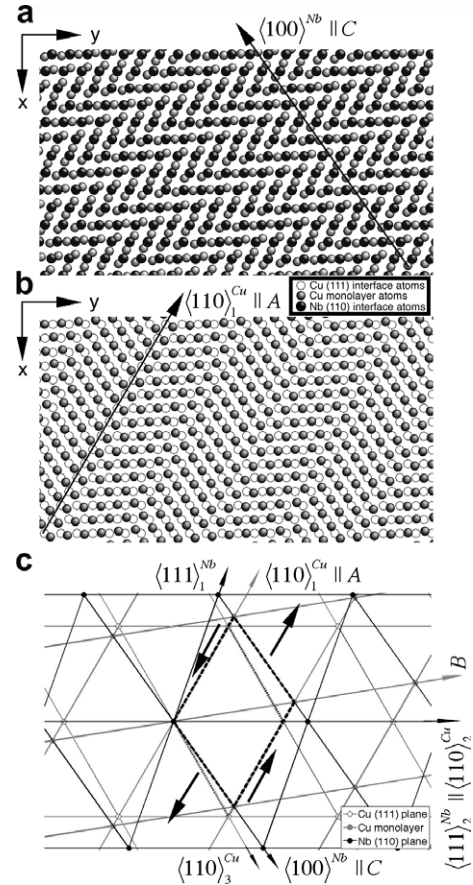 a
y
x
⟨100⟩^Nb ∥ C
Cu (111) interface atoms
Cu monolayer atoms
Nb (110) interface atoms
b
y
x
⟨110⟩₁^Cu ∥ A
c
⟨111⟩₁^Nb
⟨110⟩₁^Cu ∥ A
B
⟨111⟩₂^Nb ∥ ⟨110⟩₂^Cu
Cu (111) plane
Cu monolayer
Nb (110) plane
⟨110⟩₃^Cu
⟨100⟩^Nb ∥ C